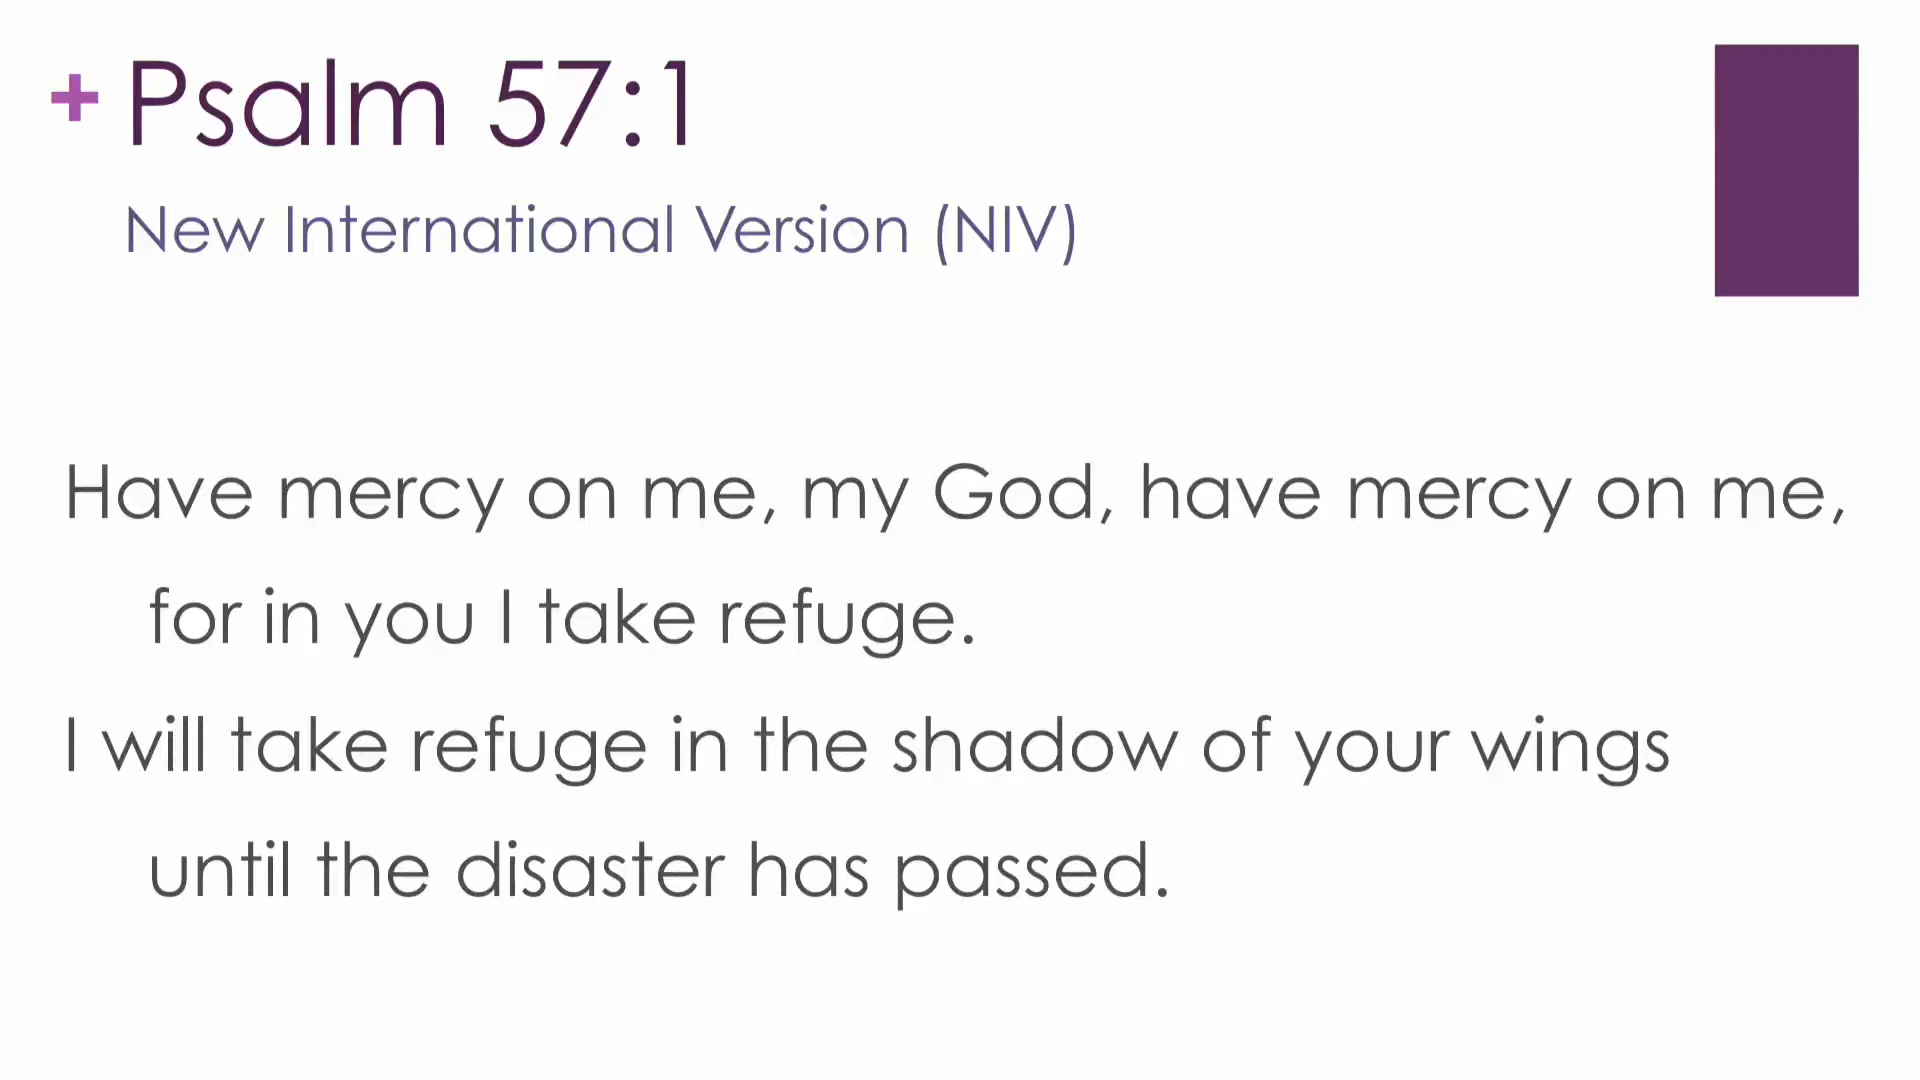 + Psalm 57:1
New International Version (NIV)
Have mercy on me, my God, have mercy on me,
for in you I take refuge.
I will take refuge in the shadow of your wings
until the disaster has passed.